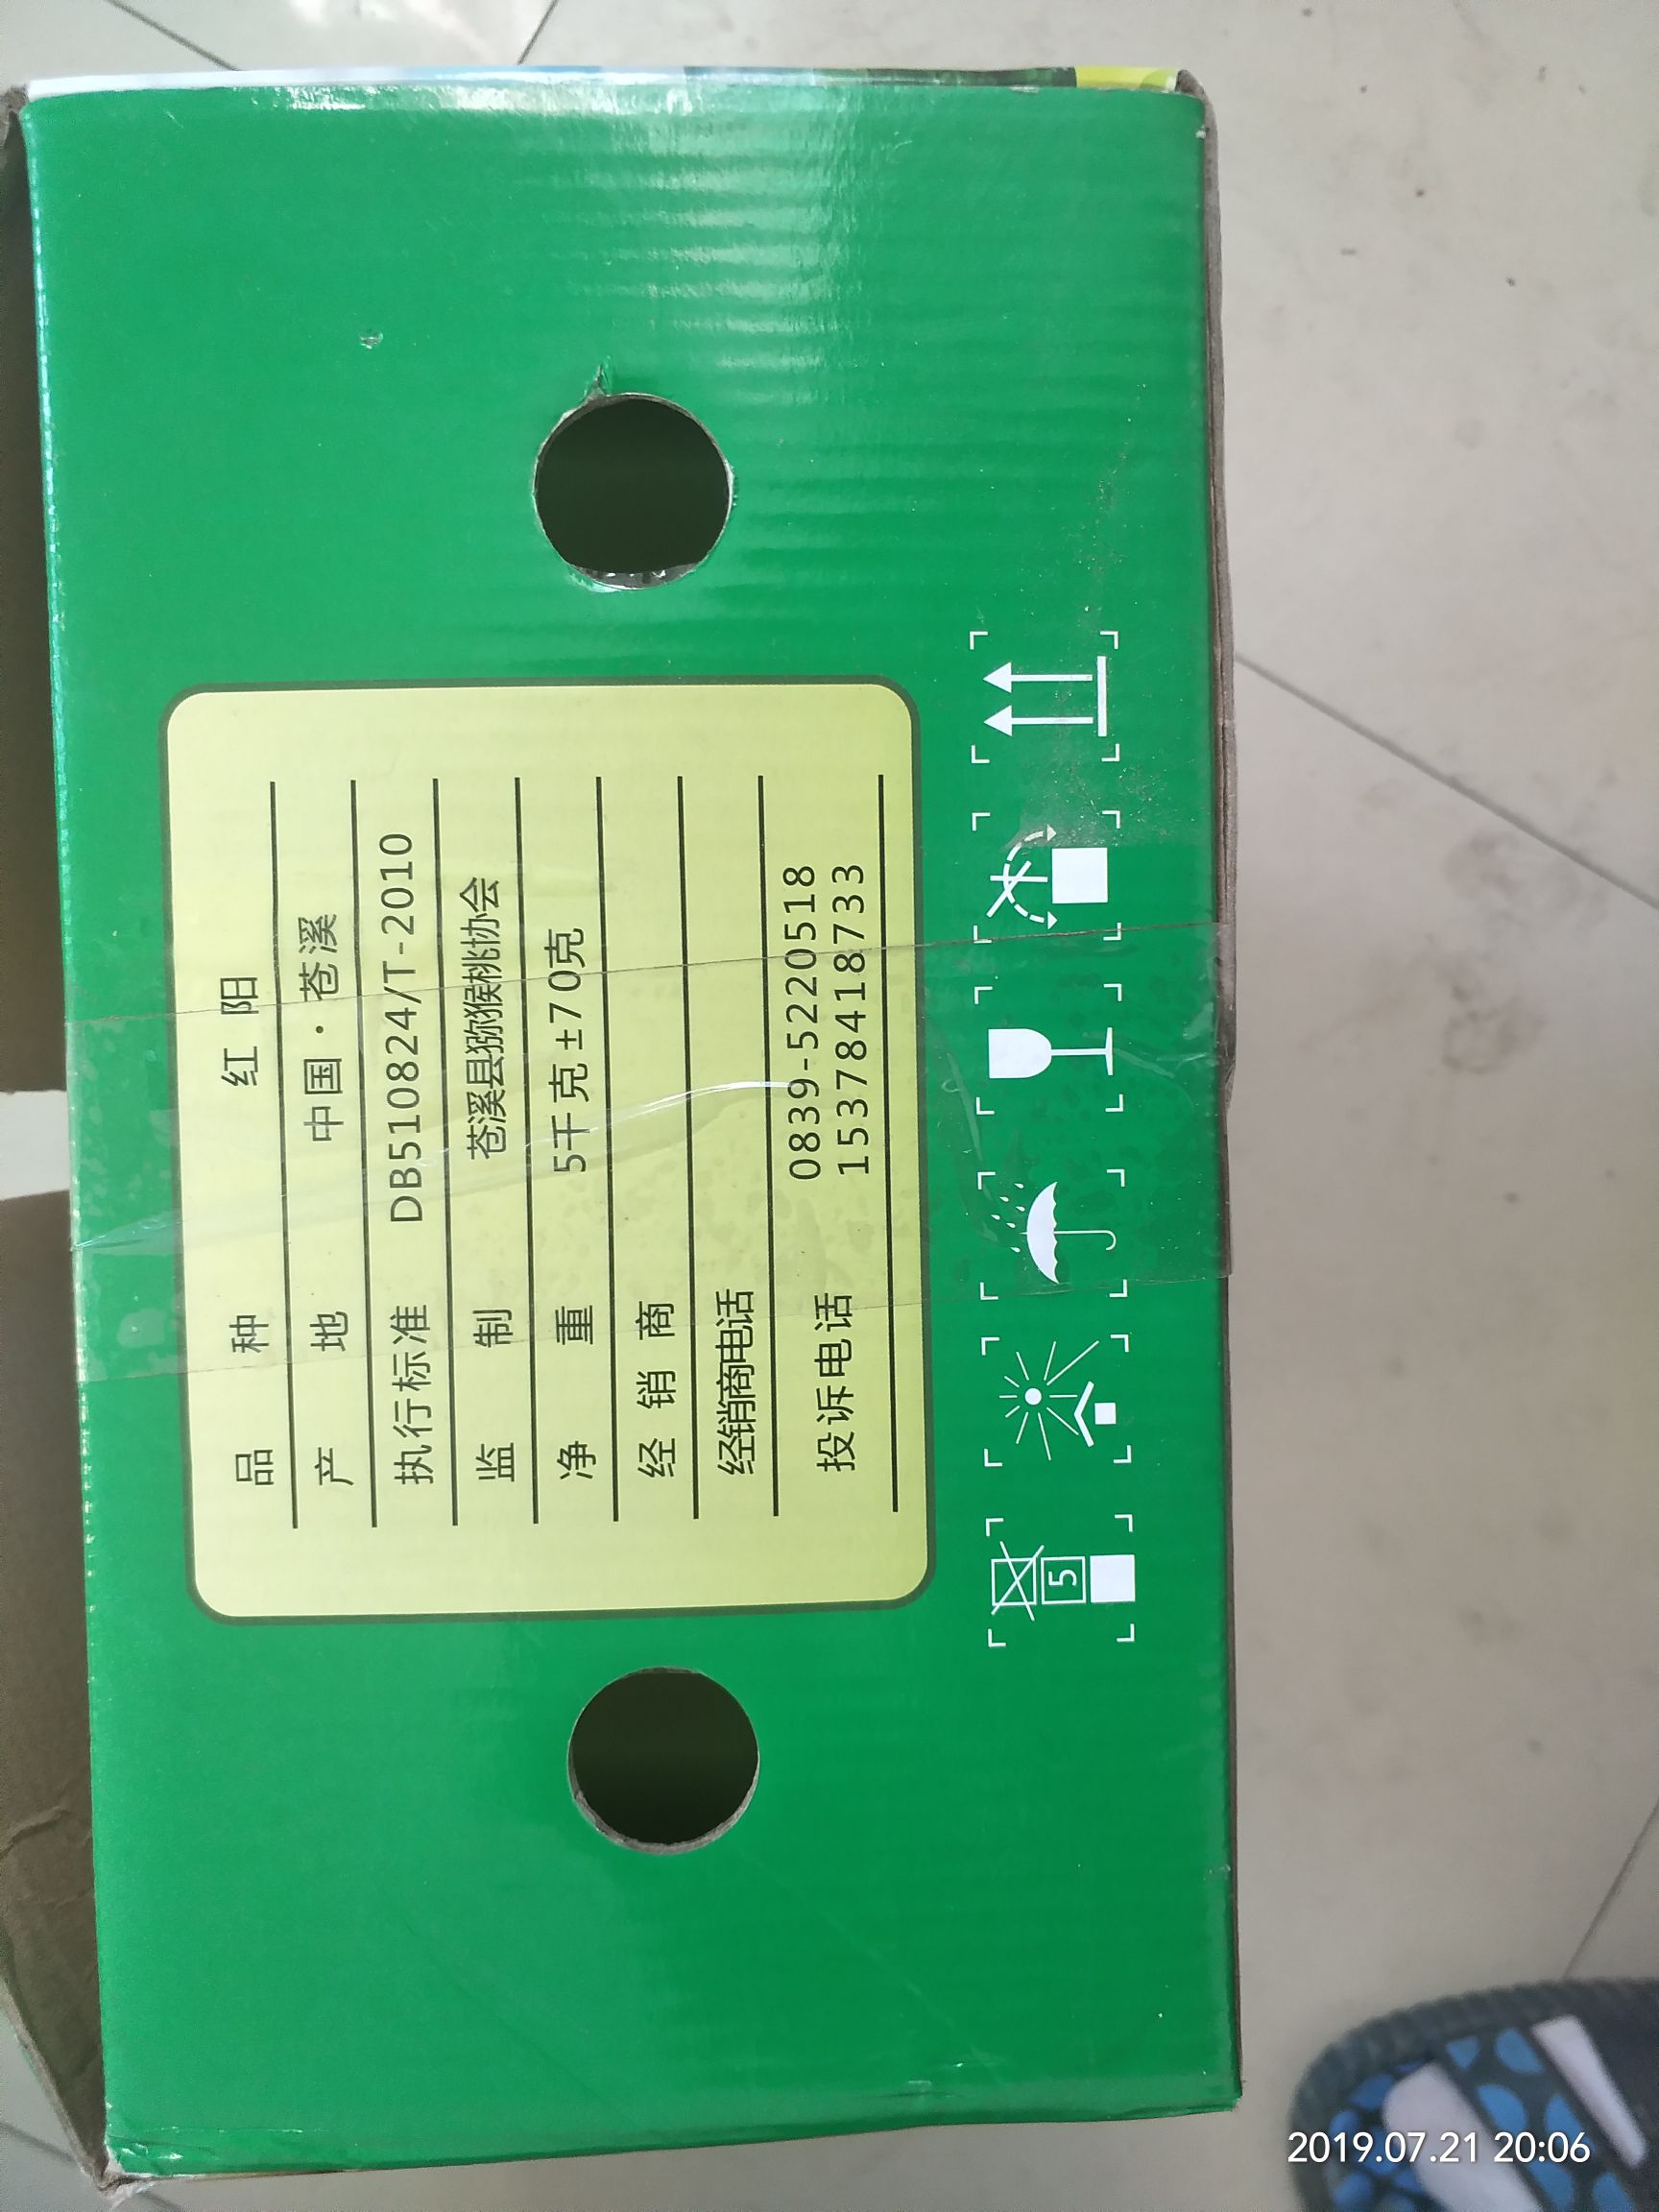 品种 红阳
产地 中国·苍溪
执行标准 DB510824/T-2010
监制 苍溪县猕猴桃协会
净重 5千克±70克
经销商
经销商电话
投诉电话 0839-5220518
15378418733
5
2019.07.21 20:06